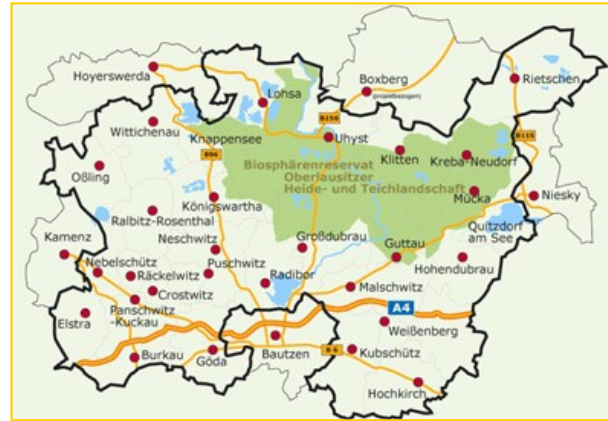 Hoyerswerda
Boxberg
(projektbezogen)
Rietschen
Lohsa
B156
Wittichenau
Knappensee
Uhyst
B115
Klitten
Kreba-Neudorf
B96
Biosphärenreservat
Oberlausitzer
Heide- und Teichlandschaft
Oßling
Königswartha
Mücka
Niesky
Ralbitz-Rosenthal
Quitzdorf
am See
Kamenz
Neschwitz
Großdubrau
Guttau
Nebelschütz
Räckelwitz
Puschwitz
Radibor
Hohendubrau
Crostwitz
Malschwitz
Panschwitz
-Kuckau
A4
Elstra
Weißenberg
Burkau
Göda
Bautzen
B 6
Kubschütz
Hochkirch